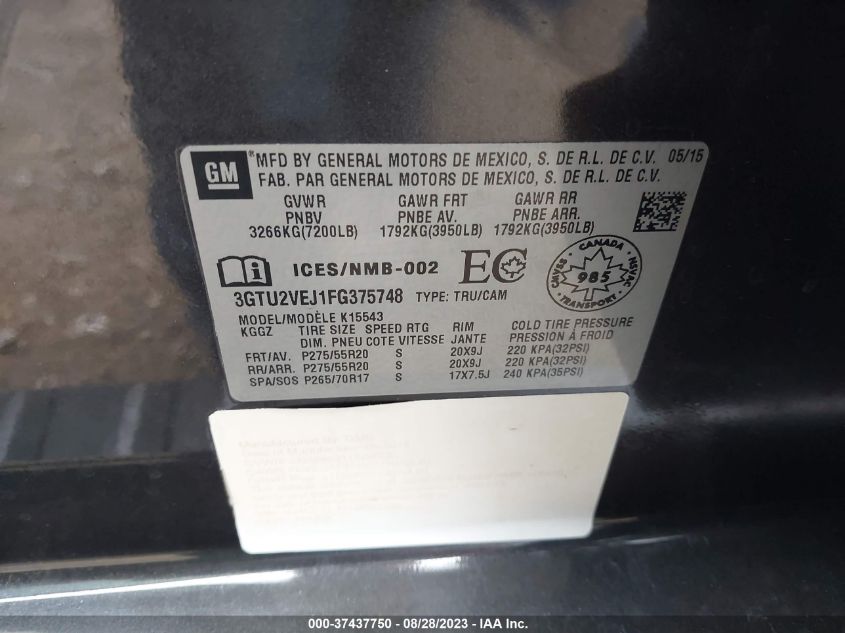 GM ® MFD BY GENERAL MOTORS DE MEXICO, S. DE R.L. DE C.V. 05/15
FAB. PAR GENERAL MOTORS DE MEXICO, S. DE R.L. DE C.V.
GVWR GAWR FRT GAWR RR
PNBV PNBE AV. PNBE ARR.
3266KG(7200LB) 1792KG(3950LB) 1792KG(3950LB)
ICES/NMB-002 EC
CANADA
CMVSS 985 NSVAC
TRANSPORT
3GTU2VEJ1FG375748 TYPE: TRU/CAM
MODEL/MODÈLE K15543
KGGZ TIRE SIZE SPEED RTG RIM COLD TIRE PRESSURE
DIM. PNEU COTE VITESSE JANTE PRESSION À FROID
FRT/AV. P275/55R20 S 20X9J 220 KPA(32PSI)
RR/ARR. P275/55R20 S 20X9J 220 KPA(32PSI)
SPA/SOS P265/70R17 S 17X7.5J 240 KPA(35PSI)
000-37437750 - 08/28/2023 - IAA Inc.